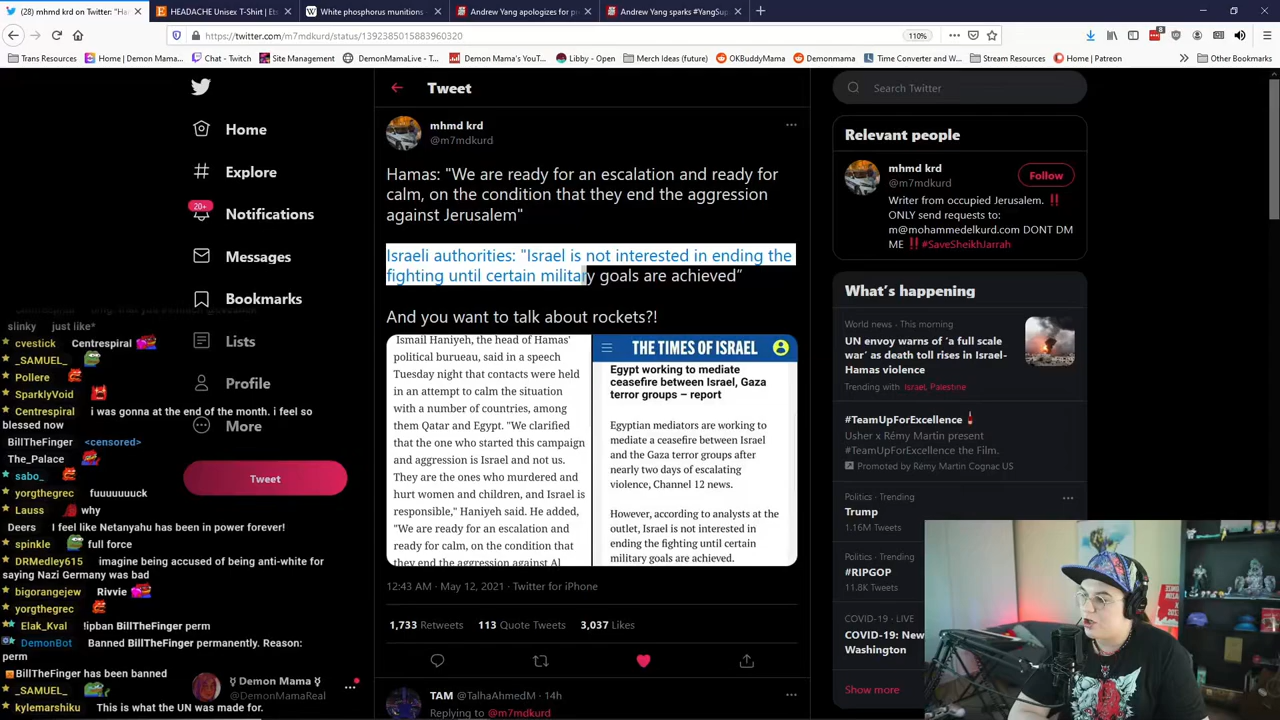 (28) mhmd krd on Twitter: "Ha
HEADACHE Unisex T-Shirt | Ets
White phosphorus munitions -
Andrew Yang apologizes for p
Andrew Yang sparks #YangSup
https://twitter.com/m7mdkurd/status/1392385015883960320
110%
Trans Resources
Home | Demon Mama...
Chat - Twitch
Site Management
DemonMamaLive - T...
Demon Mama's YouT...
Libby - Open
Merch Ideas (future)
OKBuddyMama
Demonmama
Time Converter and W...
Stream Resources
Home | Patreon
Other Bookmarks
Home
Explore
20+
Notifications
Messages
Bookmarks
Lists
Profile
More
Tweet
☿ Demon Mama ☿
@DemonMamaReal
slinky just like*
cvestick Centrespiral
_SAMUEL_
Pollere
SparklyVoid
Centrespiral i was gonna at the end of the month. i feel so
blessed now
BillTheFinger <censored>
The_Palace
sabo_
yorgthegrec fuuuuuuuck
Lauss why
Deers I feel like Netanyahu has been in power forever!
spinkle full force
DRMedley615 imagine being accused of being anti-white for
saying Nazi Germany was bad
bigorangejew Rivvie
yorgthegrec
Elak_Kval !ipban BillTheFinger perm
DemonBot Banned BillTheFinger permanently. Reason:
perm
BillTheFinger has been banned
_SAMUEL_
kylemarshiku This is what the UN was made for.
Tweet
mhmd krd
@m7mdkurd
Hamas: "We are ready for an escalation and ready for
calm, on the condition that they end the aggression
against Jerusalem"
Israeli authorities: "Israel is not interested in ending the
fighting until certain military goals are achieved”
And you want to talk about rockets?!
Ismail Haniyeh, the head of Hamas'
political burueau, said in a speech
Tuesday night that contacts were held
in an attempt to calm the situation
with a number of countries, among
them Qatar and Egypt. "We clarified
that the one who started this campaign
and aggression is Israel and not us.
They are the ones who murdered and
hurt women and children, and Israel is
responsible," Haniyeh said. He added,
"We are ready for an escalation and
ready for calm, on the condition that
they end the aggression against Al
THE TIMES OF ISRAEL
Egypt working to mediate
ceasefire between Israel, Gaza
terror groups – report
Egyptian mediators are working to
mediate a ceasefire between Israel
and the Gaza terror groups after
nearly two days of escalating
violence, Channel 12 news.
However, according to analysts at the
outlet, Israel is not interested in
ending the fighting until certain
military goals are achieved.
12:43 AM · May 12, 2021 · Twitter for iPhone
1,733 Retweets 113 Quote Tweets 3,037 Likes
TAM @TalhaAhmedM · 14h
Replying to @m7mdkurd
Search Twitter
Relevant people
mhmd krd
@m7mdkurd
Follow
Writer from occupied Jerusalem. ‼️
ONLY send requests to:
m@mohammedelkurd.com DONT DM
ME ‼️#SaveSheikhJarrah
What's happening
World news · This morning
UN envoy warns of ‘a full scale
war’ as death toll rises in Israel-
Hamas violence
Trending with Israel, Palestine
#TeamUpForExcellence
Usher x Rémy Martin present
#TeamUpForExcellence the Film.
Promoted by Remy Martin Cognac US
Politics · Trending
Trump
1.16M Tweets
Politics · Trending
#RIPGOP
11.8K Tweets
COVID-19 · LIVE
COVID-19: New
Washington
Show more